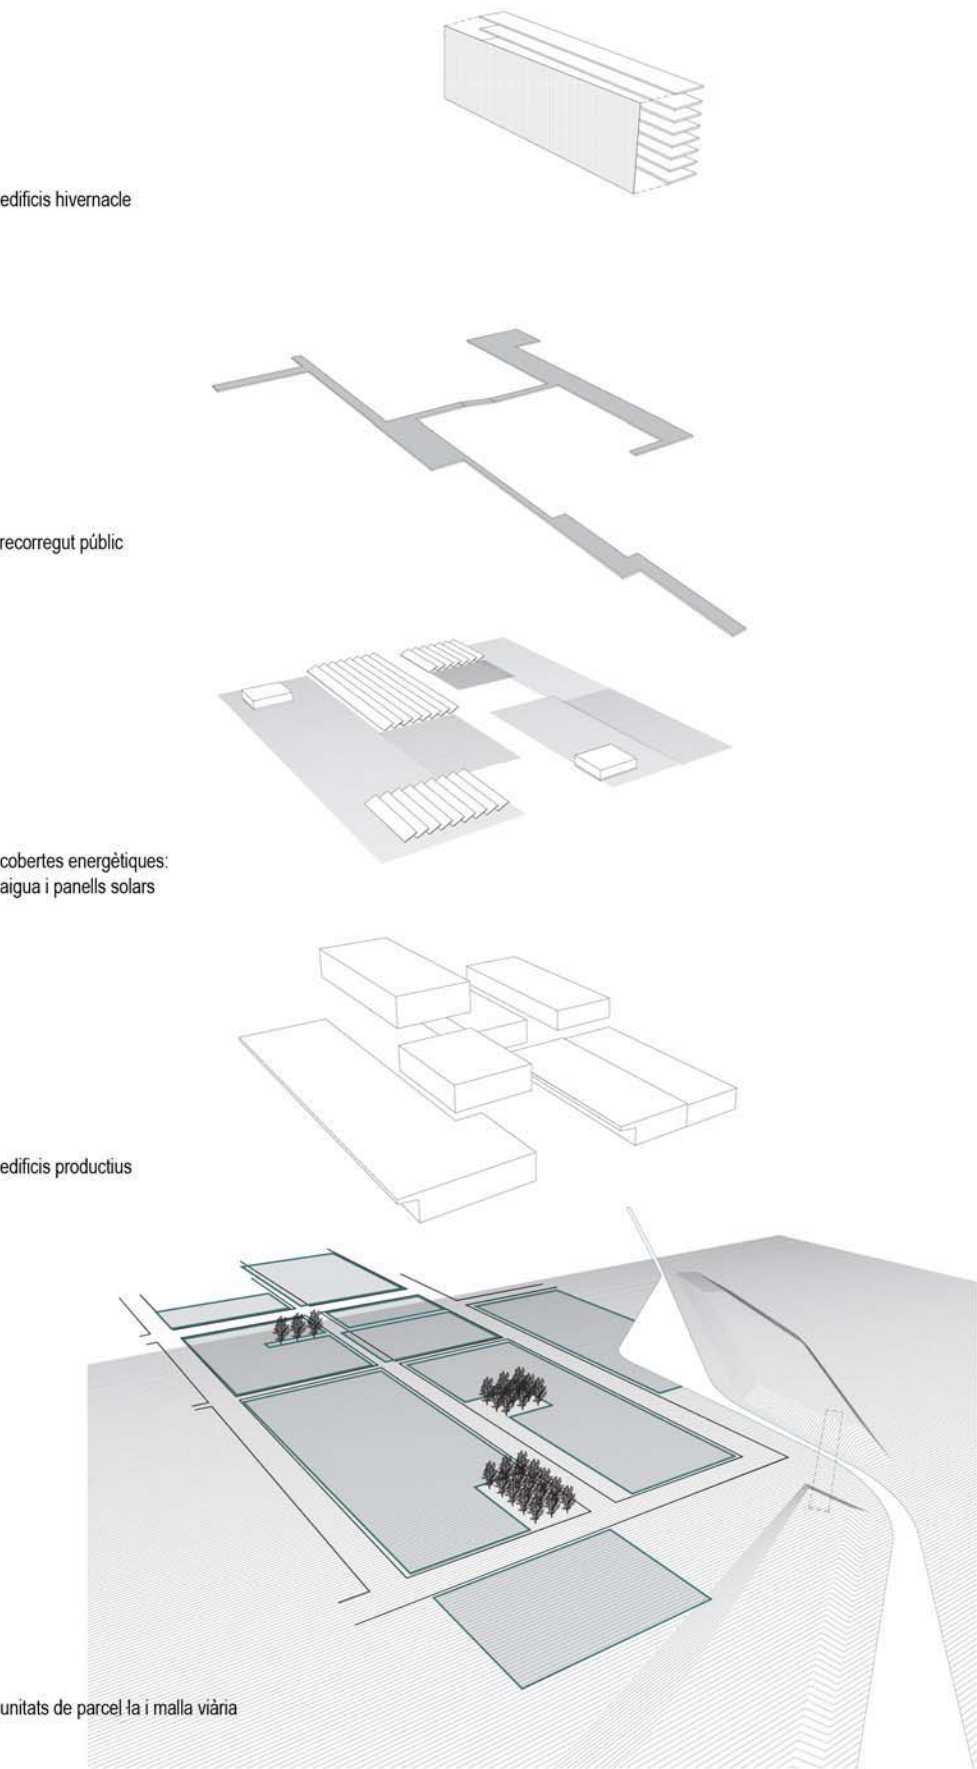 edificis hivernacle
recorregut públic
cobertes energètiques:
aigua i panells solars
edificis productius
unitats de parcel·la i malla viària